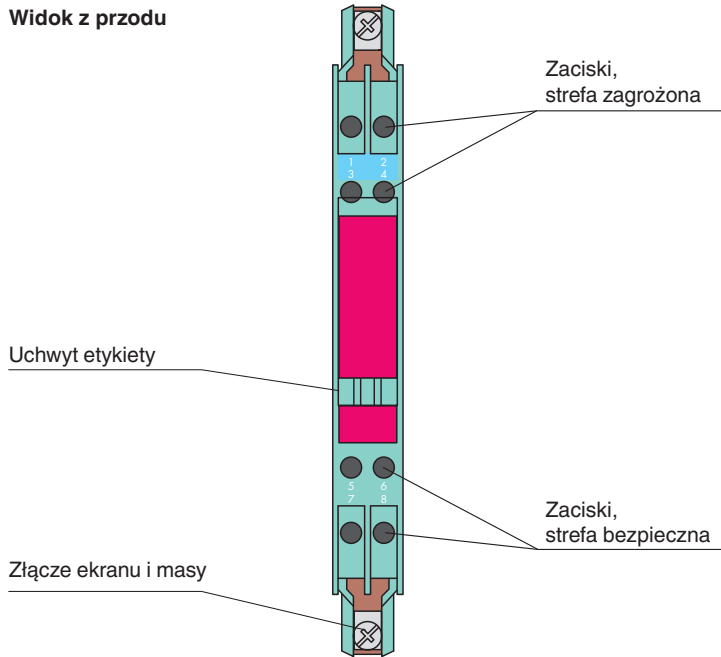 Widok z przodu
Zaciski,
strefa zagrożona
1 2
3 4
Uchwyt etykiety
5 6
7 8
Zaciski,
strefa bezpieczna
Złącze ekranu i masy